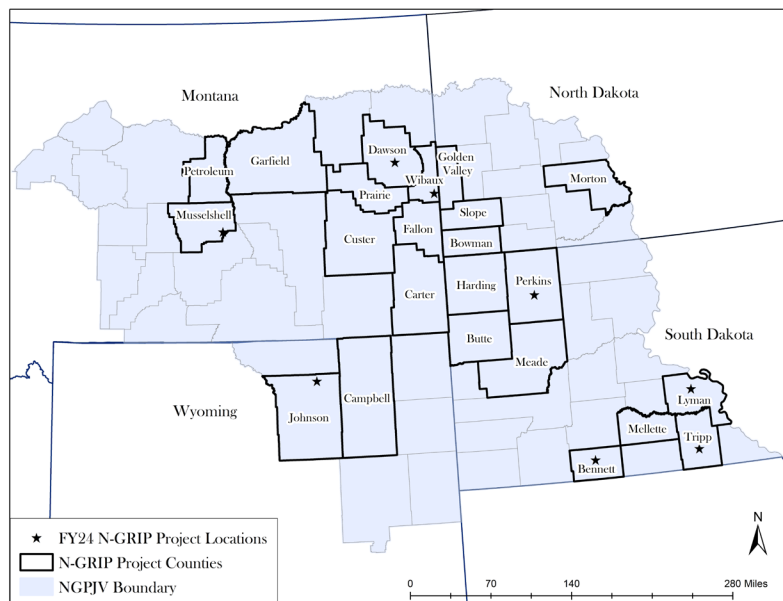 Montana
North Dakota
Dawson
Golden
Valley
Garfield
Petroleum
Wibaux
Morton
Prairie
Musselshell
Slope
Fallon
Custer
Bowman
Harding
Perkins
Carter
South Dakota
Butte
Meade
Campbell
Lyman
Wyoming
Johnson
Mellette
Tripp
Bennett
FY24 N-GRIP Project Locations
N-GRIP Project Counties
NGPJV Boundary
N
0 70 140 280 Miles